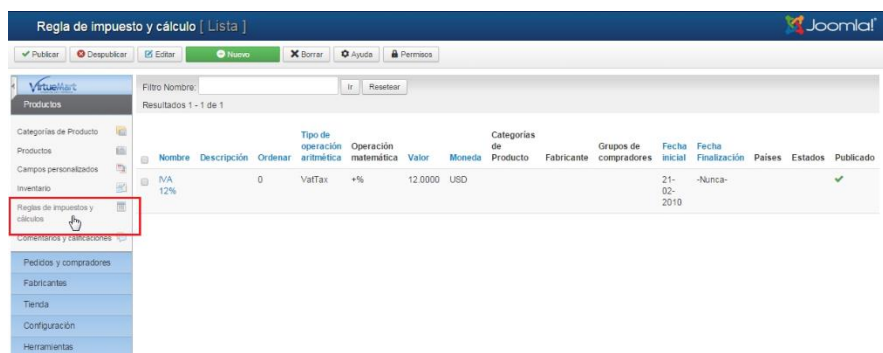 Regla de impuesto y cálculo [ Lista ]
Joomla!
Publicar Despublicar Editar Nuevo Borrar Ayuda Permisos
VirtueMart
Productos
Categorías de Producto
Productos
Campos personalizados
Inventario
Reglas de impuestos y
cálculos
Comentarios y calificaciones
Pedidos y compradores
Fabricantes
Tienda
Configuración
Herramientas
Filtro Nombre: Ir Resetear
Resultados 1 - 1 de 1
Nombre Descripción Ordenar Tipo de operación aritmética Operación matemática Valor Moneda Categorías de Producto Fabricante Grupos de compradores Fecha inicial Fecha Finalización Países Estados Publicado
IVA 12% 0 VatTax +% 12.0000 USD 21-02-2010 -Nunca-